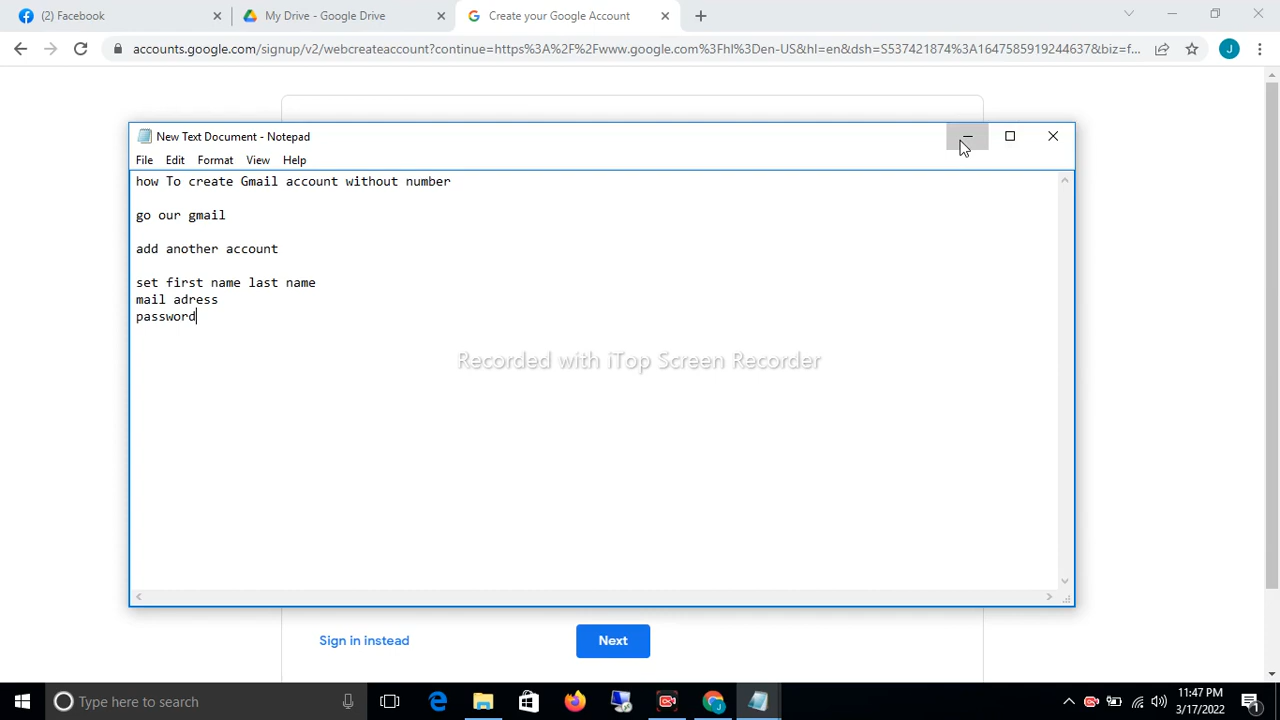 (2) Facebook
My Drive - Google Drive
Create your Google Account
accounts.google.com/signup/v2/webcreateaccount?continue=https%3A%2F%2Fwww.google.com%3Fhl%3Den-US&hl=en&dsh=S537421874%3A1647585919244637&biz=f...
J
New Text Document - Notepad
File Edit Format View Help
how To create Gmail account without number
go our gmail
add another account
set first name last name
mail adress
password
Recorded with iTop Screen Recorder
Sign in instead
Next
Type here to search
11:47 PM
3/17/2022